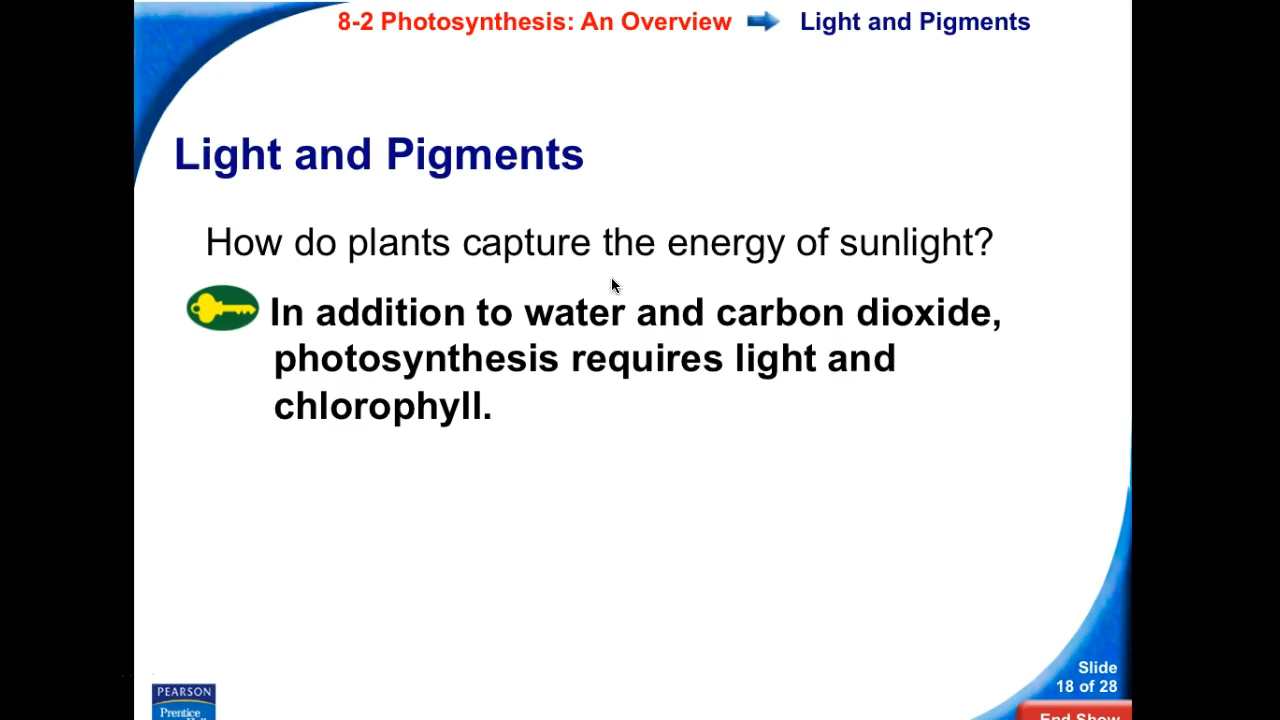 8-2 Photosynthesis: An Overview Light and Pigments
Light and Pigments
How do plants capture the energy of sunlight?
In addition to water and carbon dioxide,
photosynthesis requires light and
chlorophyll.
Slide
18 of 28
PEARSON
Prentice
End Show